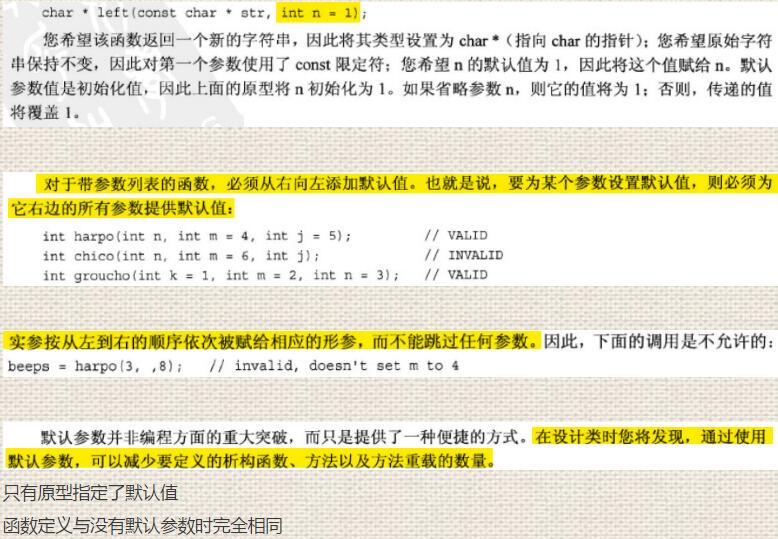 char * left(const char * str, int n = 1);
您希望该函数返回一个新的字符串，因此将其类型设置为 char *（指向 char 的指针）；您希望原始字符
串保持不变，因此对第一个参数使用了 const 限定符；您希望 n 的默认值为 1，因此将这个值赋给 n。默认
参数值是初始化值，因此上面的原型将 n 初始化为 1。如果省略参数 n，则它的值将为 1；否则，传递的值
将覆盖 1。
对于带参数列表的函数，必须从右向左添加默认值。也就是说，要为某个参数设置默认值，则必须为
它右边的所有参数提供默认值：
int harpo(int n, int m = 4, int j = 5); // VALID
int chico(int n, int m = 6, int j); // INVALID
int groucho(int k = 1, int m = 2, int n = 3); // VALID
实参按从左到右的顺序依次被赋给相应的形参，而不能跳过任何参数。因此，下面的调用是不允许的：
beeps = harpo(3, ,8); // invalid, doesn't set m to 4
默认参数并非编程方面的重大突破，而只是提供了一种便捷的方式。在设计类时您将发现，通过使用
默认参数，可以减少要定义的析构函数、方法以及方法重载的数量。
只有原型指定了默认值
函数定义与没有默认参数时完全相同